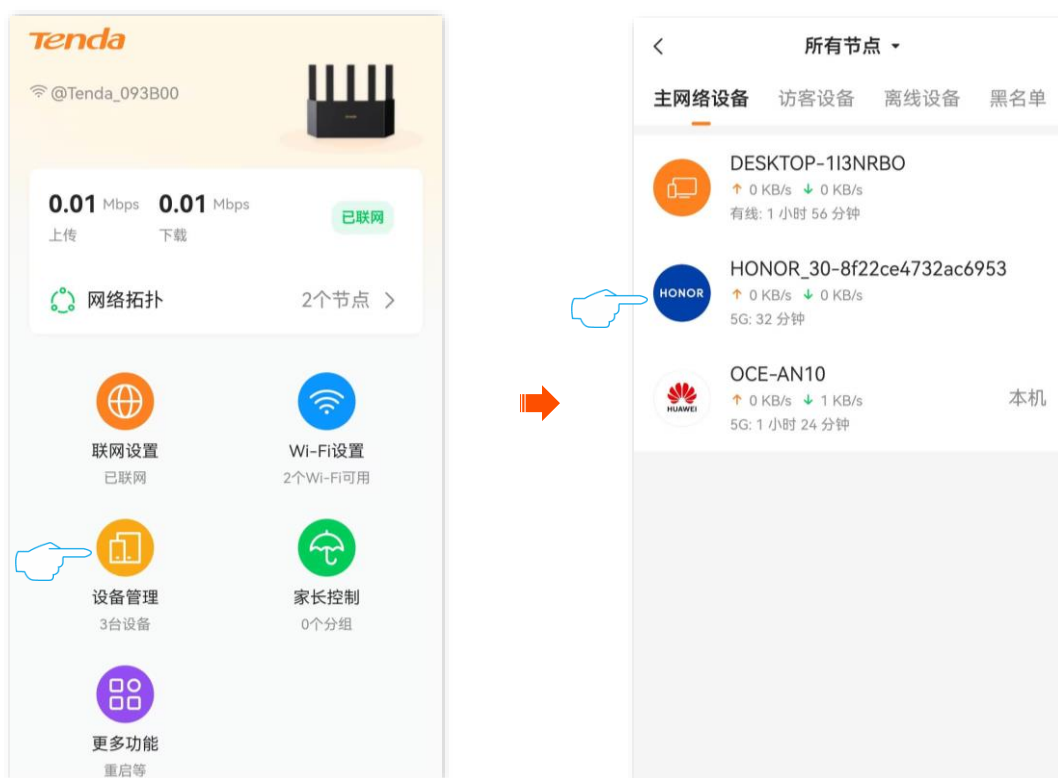 Tenda
@Tenda_093B00
0.01 Mbps 0.01 Mbps
上传 下载
已联网
网络拓扑 2个节点 >
联网设置 Wi-Fi设置
已联网 2个Wi-Fi可用
设备管理 家长控制
3台设备 0个分组
更多功能
重启等
< 所有节点
主网络设备 访客设备 离线设备 黑名单
DESKTOP-1I3NRBO
↑ 0 KB/s ↓ 0 KB/s
有线: 1 小时 56 分钟
HONOR
HONOR_30-8f22ce4732ac6953
↑ 0 KB/s ↓ 0 KB/s
5G: 32 分钟
HUAWEI
OCE-AN10
↑ 0 KB/s ↓ 1 KB/s
本机
5G: 1 小时 24 分钟